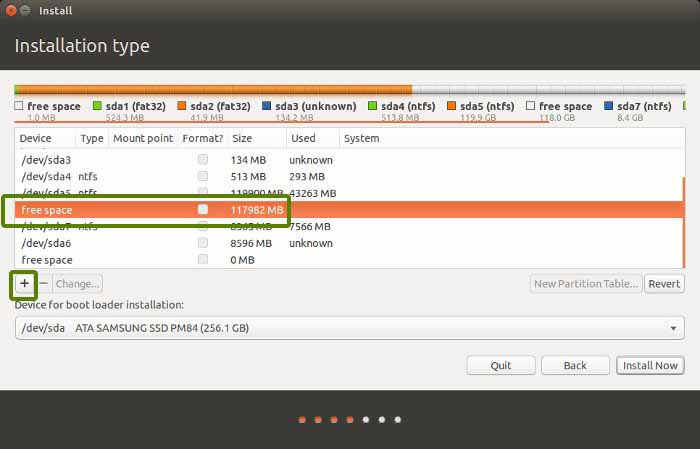 Install
Installation type
free space sda1 (fat32) sda2 (fat32) sda3 (unknown) sda4 (ntfs) sda5 (ntfs) free space sda7 (ntfs)
1.0 MB 524.3 MB 41.9 MB 134.2 MB 513.8 MB 119.9 GB 118.0 GB 8.4 GB
Device Type Mount point Format? Size Used System
/dev/sda3 134 MB unknown
/dev/sda4 ntfs 513 MB 293 MB
/dev/sda5 ntfs 119900 MB 43263 MB
free space 117982 MB
/dev/sda7 ntfs 8365 MB 7566 MB
/dev/sda6 8596 MB unknown
free space 0 MB
+ − Change... New Partition Table... Revert
Device for boot loader installation:
/dev/sda ATA SAMSUNG SSD PM84 (256.1 GB)
Quit Back Install Now